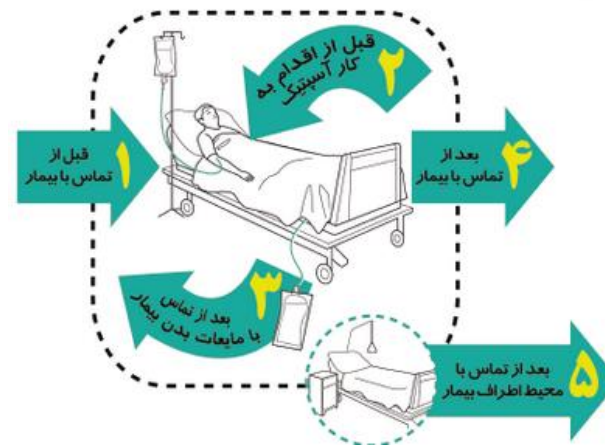 ۱
قبل از
تماس با بیمار
۲
قبل از اقدام به
کار آسپتیک
۳
بعد از تماس
با مایعات بدن بیمار
۴
بعد از
تماس با بیمار
۵
بعد از تماس با
محیط اطراف بیمار